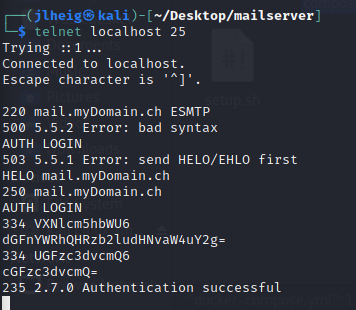 ┌──(jlheig㉿kali)-[~/Desktop/mailserver]
└─$ telnet localhost 25
Trying ::1...
Connected to localhost.
Escape character is '^]'.
setup.sh
220 mail.myDomain.ch ESMTP
500 5.5.2 Error: bad syntax
AUTH LOGIN
503 5.5.1 Error: send HELO/EHLO first
HELO mail.myDomain.ch
250 mail.myDomain.ch
AUTH LOGIN
334 VXNlcm5hbWU6
dGFnYWRhQHRzb2ludHNvaW4uY2g=
334 UGFzc3dvcmQ6
cGFzc3dvcmQ=
235 2.7.0 Authentication successful